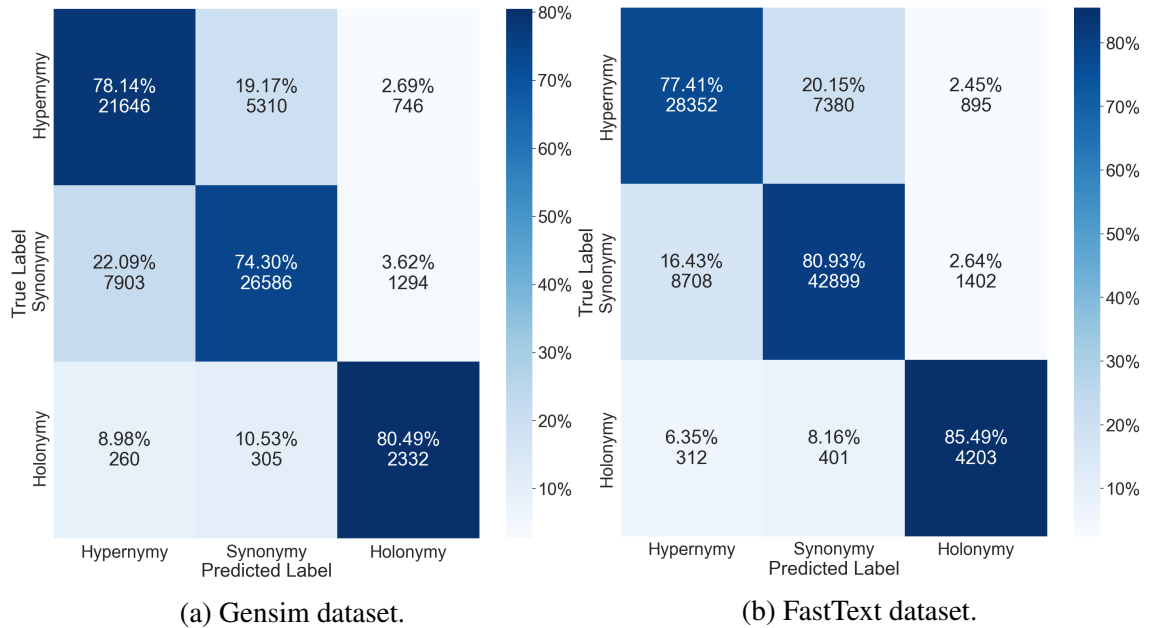 80%
70%
60%
50%
40%
30%
20%
10%
Hypernymy
78.14%
21646
19.17%
5310
2.69%
746
True Label
Synonymy
22.09%
7903
74.30%
26586
3.62%
1294
Holonymy
8.98%
260
10.53%
305
80.49%
2332
Hypernymy
Synonymy
Holonymy
Predicted Label
(a) Gensim dataset.
80%
70%
60%
50%
40%
30%
20%
10%
Hypernymy
77.41%
28352
20.15%
7380
2.45%
895
True Label
Synonymy
16.43%
8708
80.93%
42899
2.64%
1402
Holonymy
6.35%
312
8.16%
401
85.49%
4203
Hypernymy
Synonymy
Holonymy
Predicted Label
(b) FastText dataset.